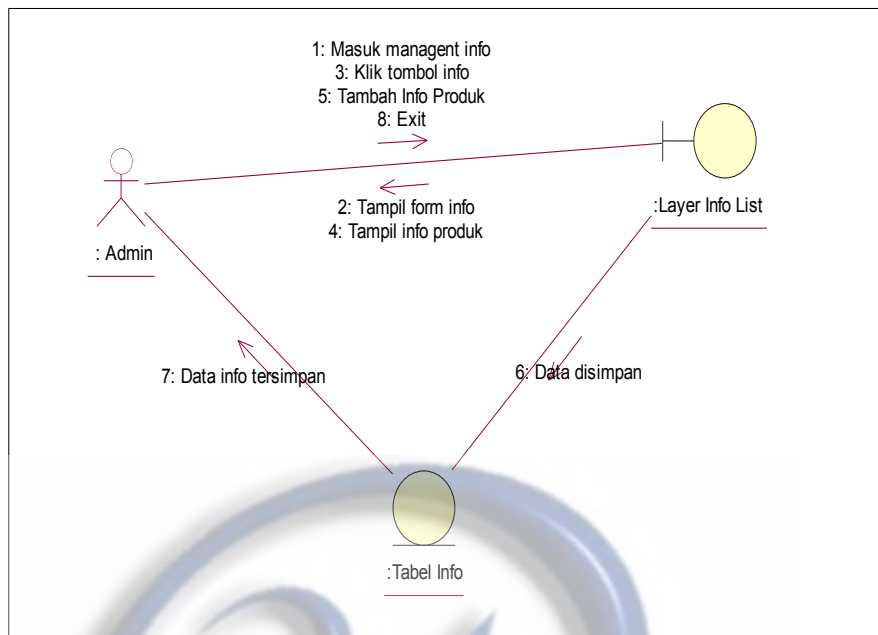 1: Masuk managent info
3: Klik tombol info
5: Tambah Info Produk
8: Exit
2: Tampil form info
4: Tampil info produk
:Layer Info List
: Admin
7: Data info tersimpan
6: Data disimpan
:Tabel Info